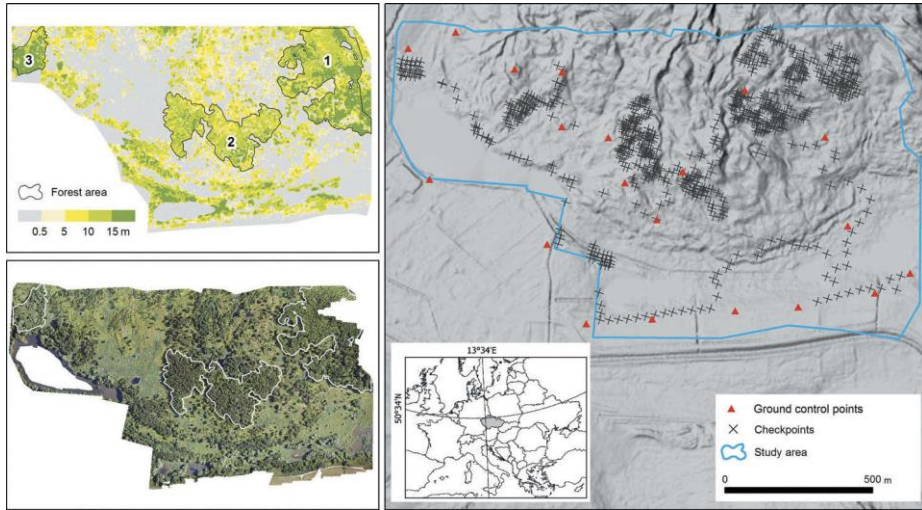 3
1
2
Forest area
0.5 5 10 15 m
13°34'E
50°34'N
Ground control points
Checkpoints
Study area
0 500 m